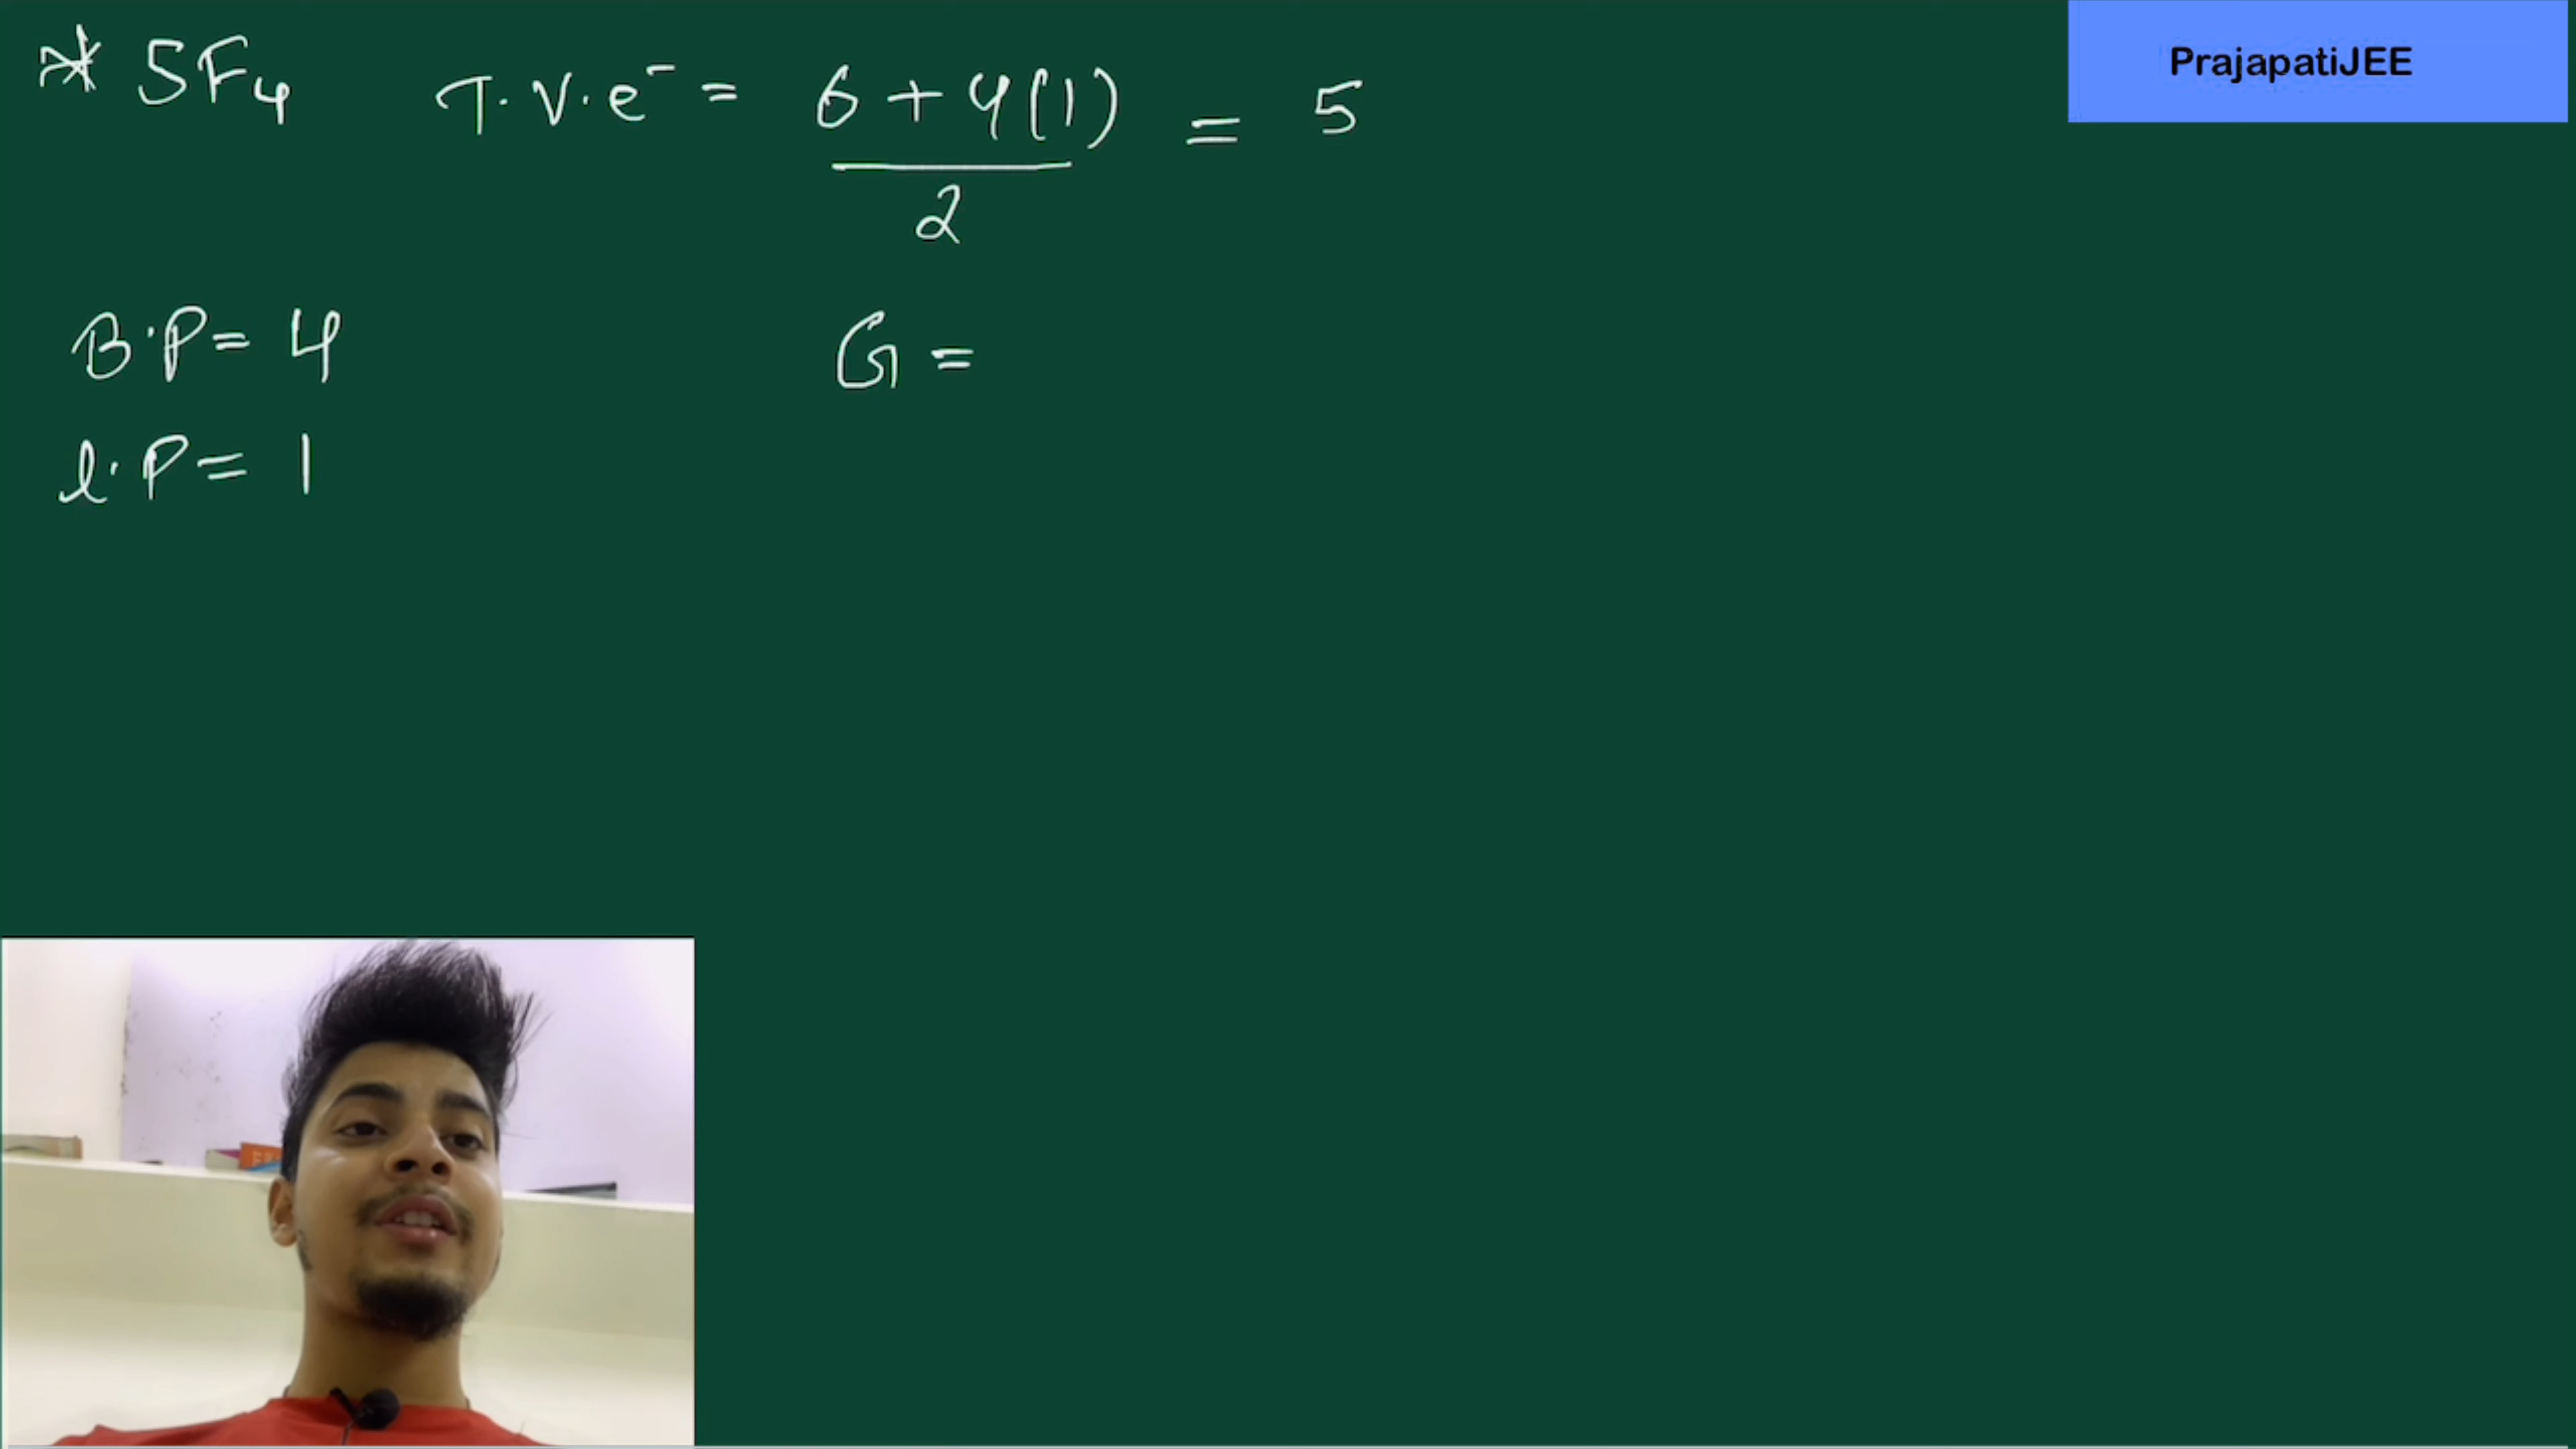 * SF₄ T.V.e⁻ = 6 + 4(1) = 5
2
B.P = 4 G =
l.P = 1
PrajapatiJEE